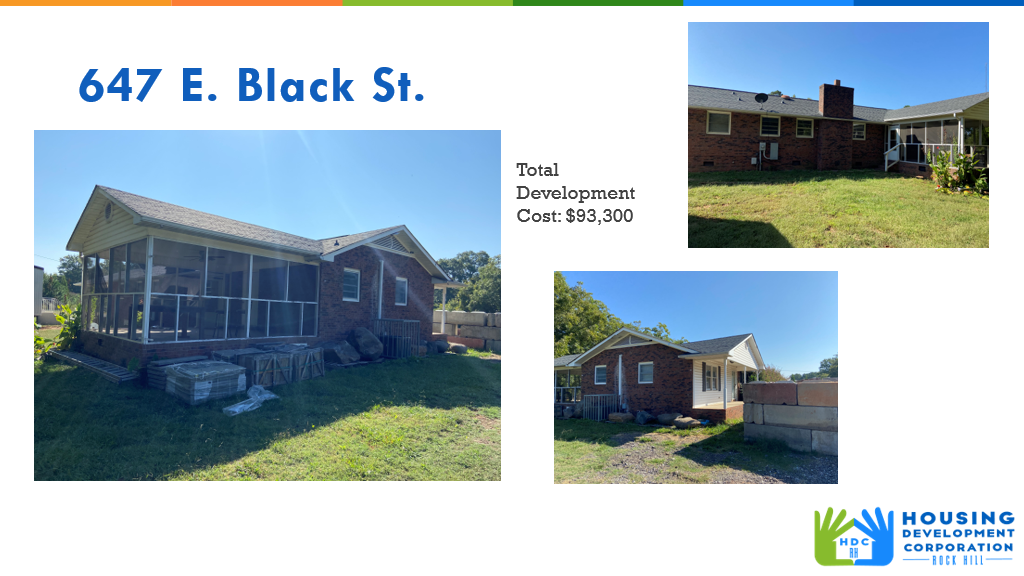 647 E. Black St.
Total
Development
Cost: $93,300
HDC
RH
HOUSING
DEVELOPMENT
CORPORATION
ROCK HILL